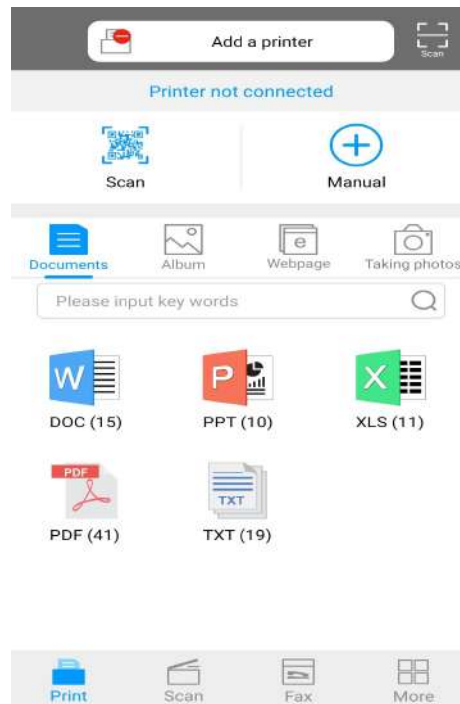 Add a printer
Scan
Printer not connected
Scan
Manual
Documents
Album
e
Webpage
Taking photos
Please input key words
W
DOC (15)
P
PPT (10)
X
XLS (11)
PDF
PDF (41)
TXT
TXT (19)
Print
Scan
Fax
More